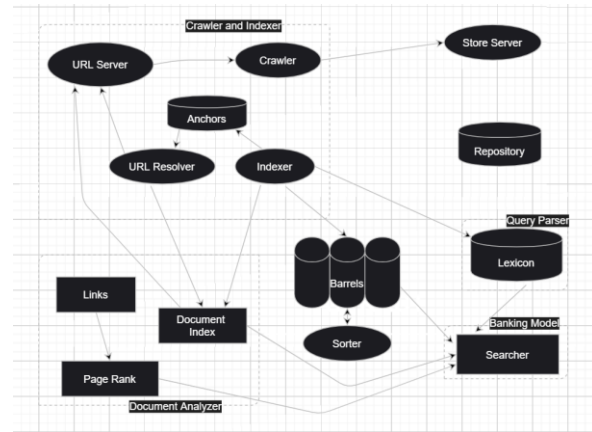 Crawler and Indexer
URL Server
Crawler
Store Server
Anchors
URL Resolver
Indexer
Repository
Query Parser
Lexicon
Links
Barrels
Document
Index
Banking Model
Sorter
Searcher
Page Rank
Document Analyzer